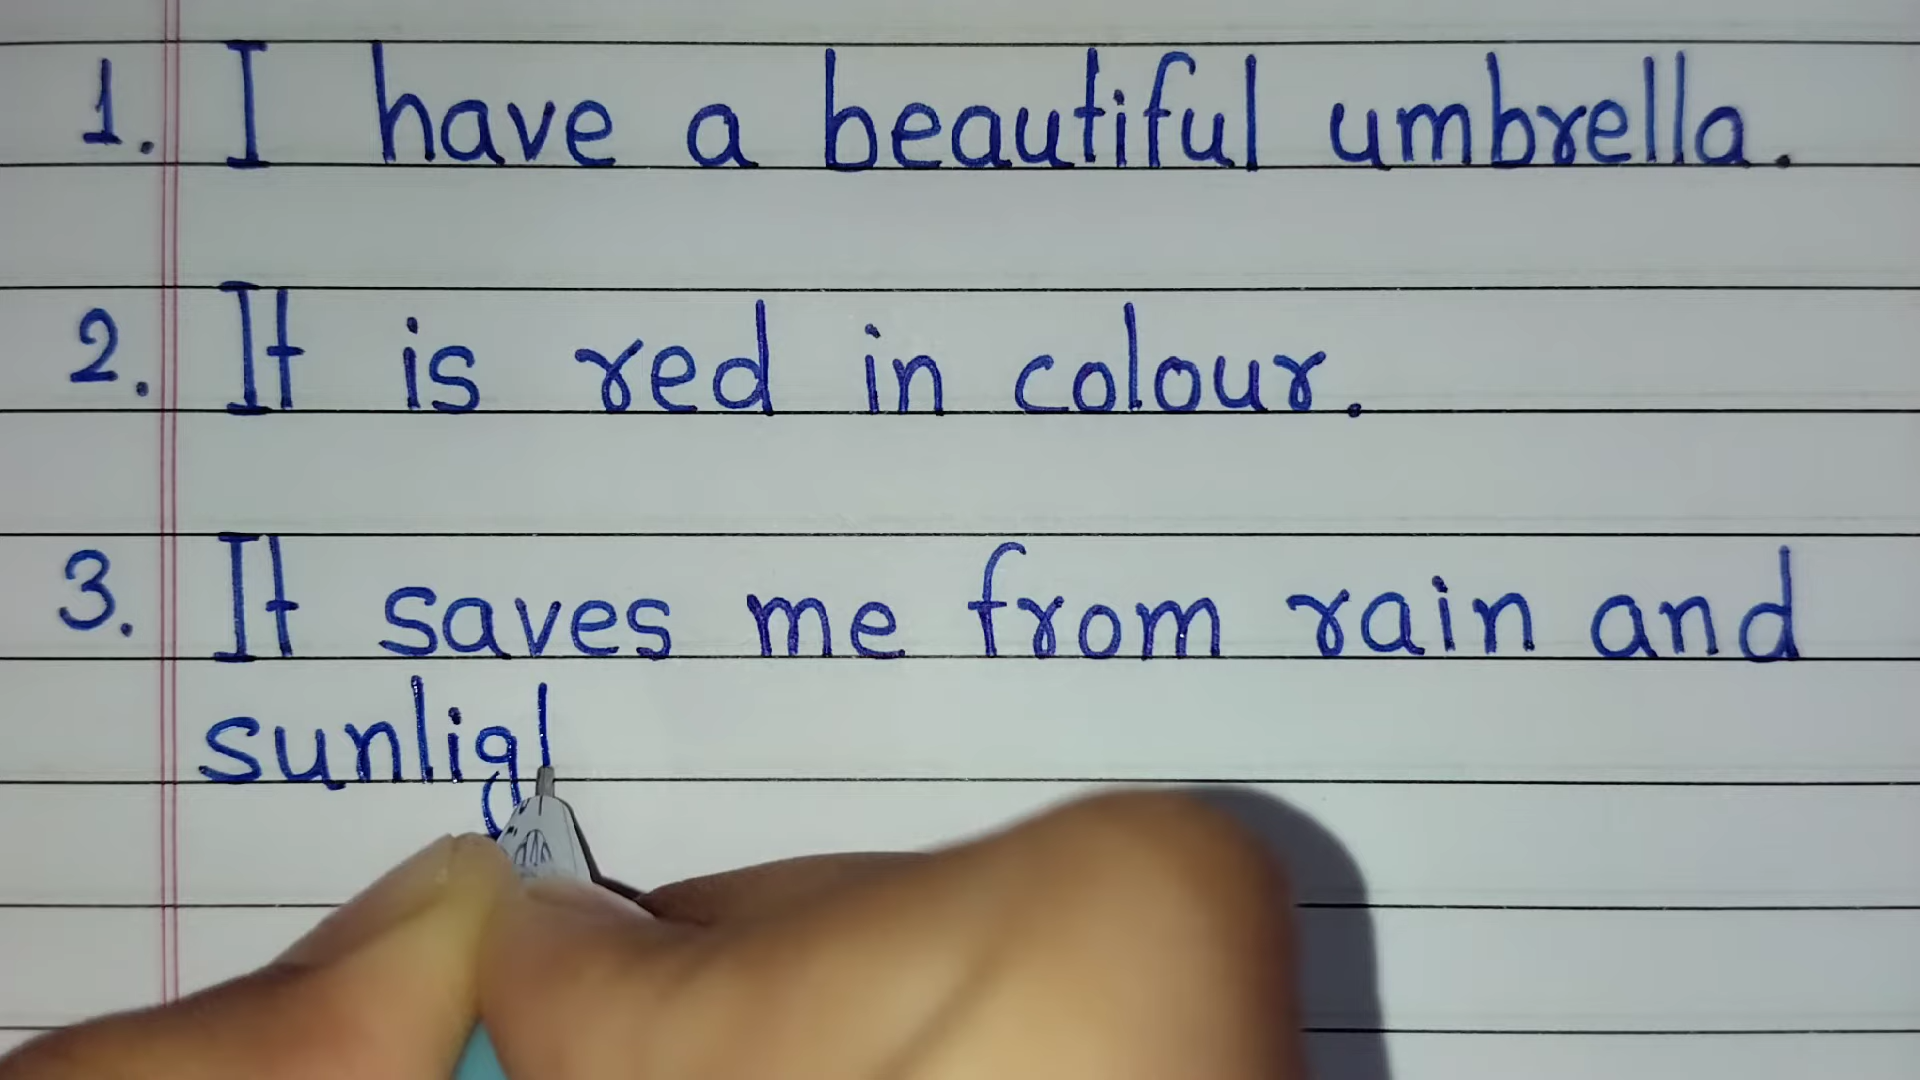 1. I have a beautiful umbrella.
2. It is red in colour.
3. It saves me from rain and
sunlig